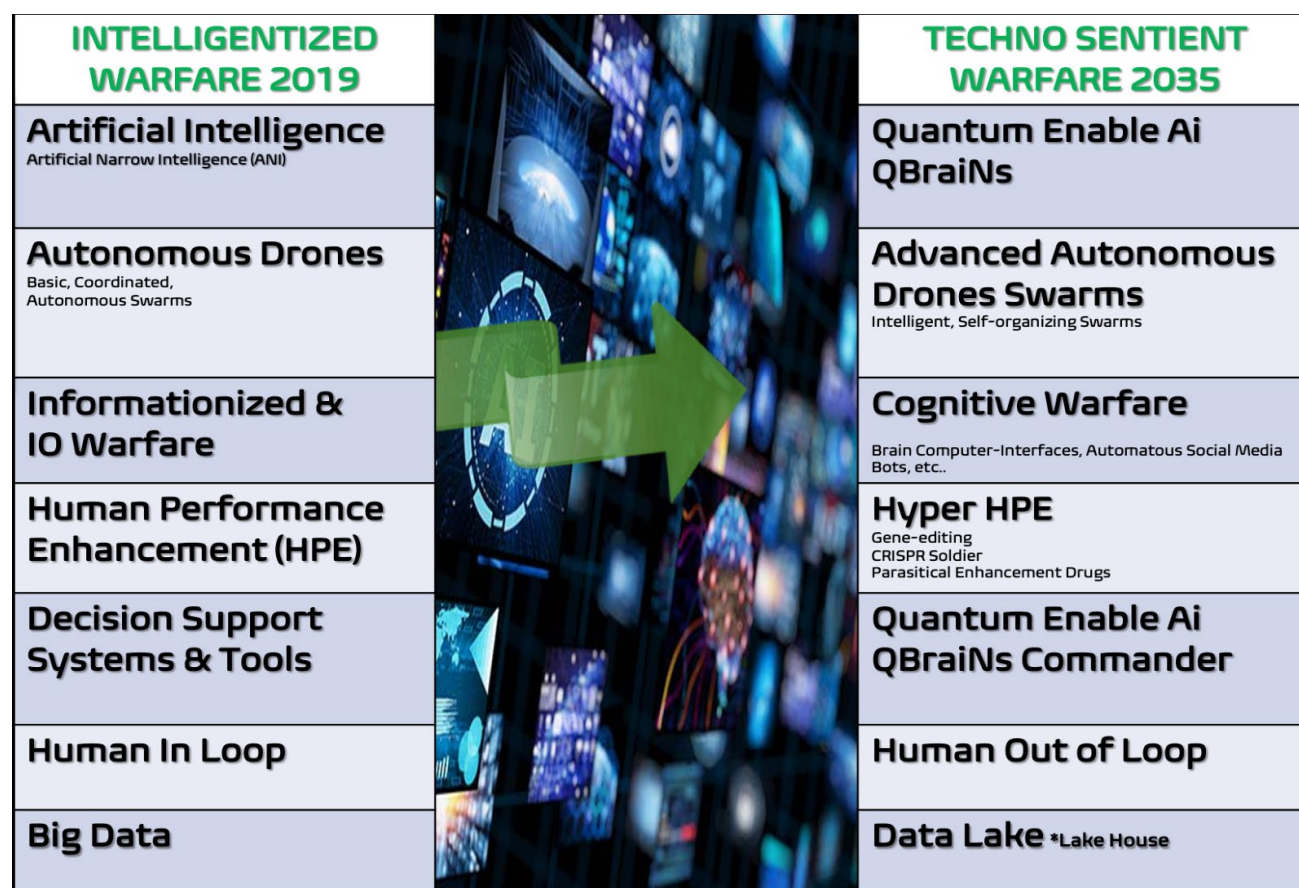 INTELLIGENTIZED
WARFARE 2019
Artificial Intelligence
Artificial Narrow Intelligence (ANI)
Autonomous Drones
Basic, Coordinated,
Autonomous Swarms
Informationized &
IO Warfare
Human Performance
Enhancement (HPE)
Decision Support
Systems & Tools
Human In Loop
Big Data
AI
TECHNO SENTIENT
WARFARE 2035
Quantum Enable Ai
QBraiNs
Advanced Autonomous
Drones Swarms
Intelligent, Self-organizing Swarms
Cognitive Warfare
Brain Computer-Interfaces, Automatous Social Media
Bots, etc..
Hyper HPE
Gene-editing
CRISPR Soldier
Parasitical Enhancement Drugs
Quantum Enable Ai
QBraiNs Commander
Human Out of Loop
Data Lake *Lake House